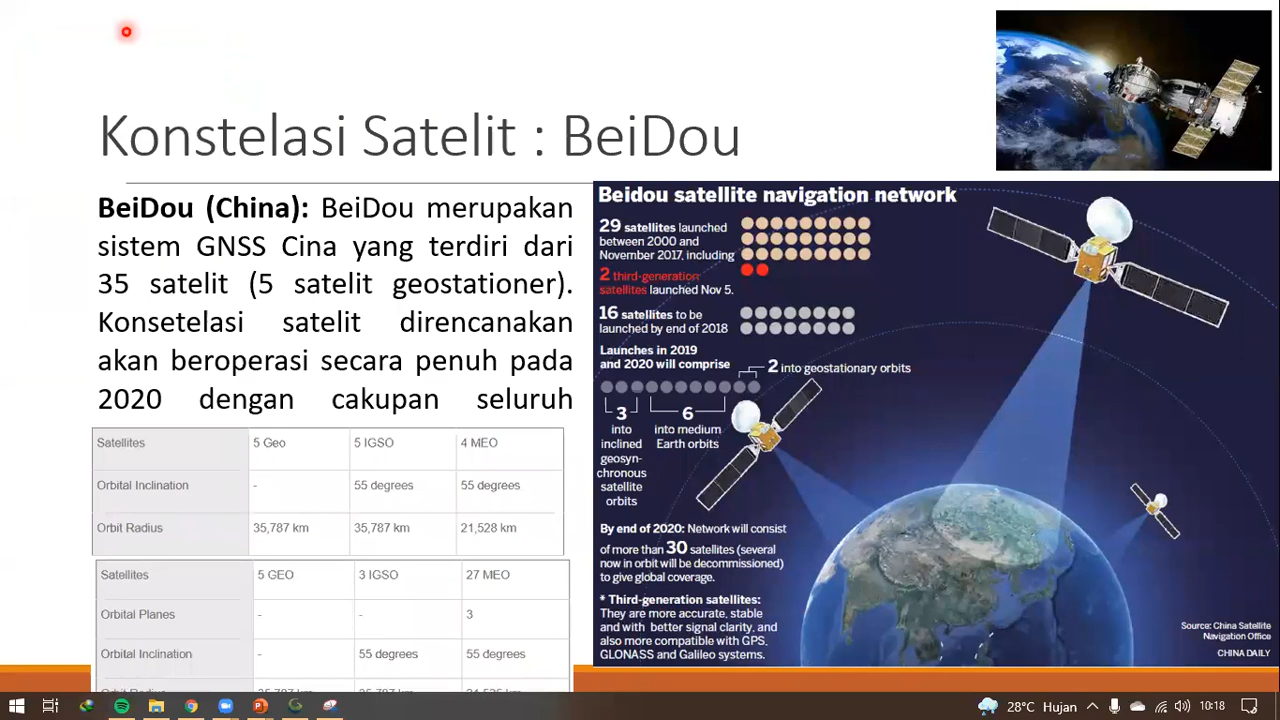 Konstelasi Satelit : BeiDou
BeiDou (China): BeiDou merupakan
sistem GNSS Cina yang terdiri dari
35 satelit (5 satelit geostationer).
Konsetelasi satelit direncanakan
akan beroperasi secara penuh pada
2020 dengan cakupan seluruh
Satellites 5 Geo 5 IGSO 4 MEO
Orbital Inclination - 55 degrees 55 degrees
Orbit Radius 35,787 km 35,787 km 21,528 km
Satellites 5 GEO 3 IGSO 27 MEO
Orbital Planes - - 3
Orbital Inclination - 55 degrees 55 degrees
Beidou satellite navigation network
29 satellites launched
between 2000 and
November 2017, including
2 third-generation
satellites launched Nov 5.
16 satellites to be
launched by end of 2018
Launches in 2019
and 2020 will comprise
2 into geostationary orbits
3
into
inclined
geosyn-
chronous
satellite
orbits
6
into medium
Earth orbits
By end of 2020: Network will consist
of more than 30 satellites (several
now in orbit will be decommissioned)
to give global coverage.
* Third-generation satellites:
They are more accurate, stable
and with better signal clarity, and
also more compatible with GPS,
GLONASS and Galileo systems.
Source: China Satellite
Navigation Office
CHINA DAILY
28°C Hujan
10:18